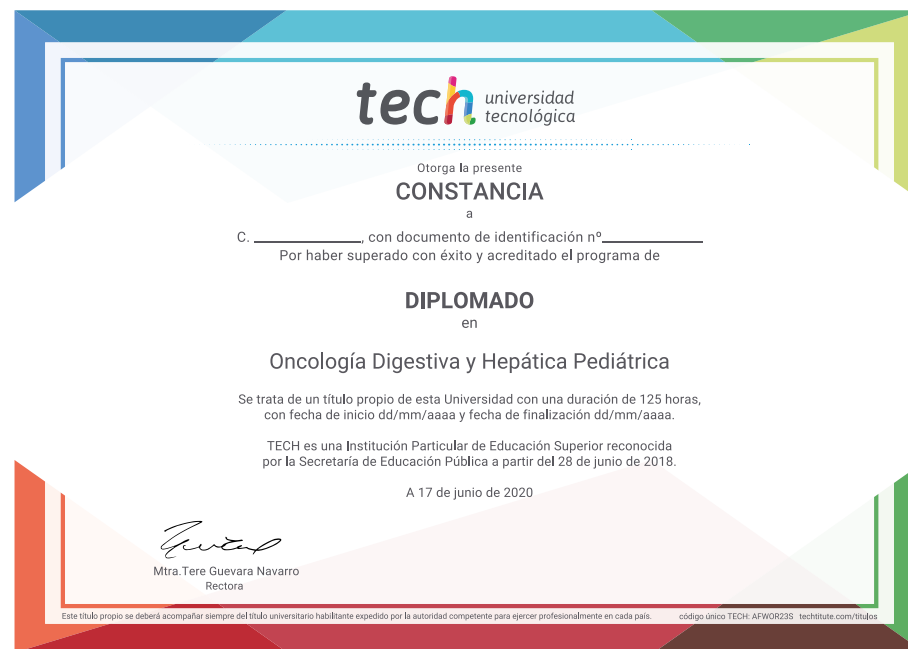 tech universidad
tecnológica
Otorga la presente
CONSTANCIA
a
C. ____________, con documento de identificación nº____________
Por haber superado con éxito y acreditado el programa de
DIPLOMADO
en
Oncología Digestiva y Hepática Pediátrica
Se trata de un título propio de esta Universidad con una duración de 125 horas,
con fecha de inicio dd/mm/aaaa y fecha de finalización dd/mm/aaaa.
TECH es una Institución Particular de Educación Superior reconocida
por la Secretaría de Educación Pública a partir del 28 de junio de 2018.
A 17 de junio de 2020
Mtra.Tere Guevara Navarro
Rectora
Este título propio se deberá acompañar siempre del título universitario habilitante expedido por la autoridad competente para ejercer profesionalmente en cada país. código único TECH: AFWOR23S techtitute.com/titulos